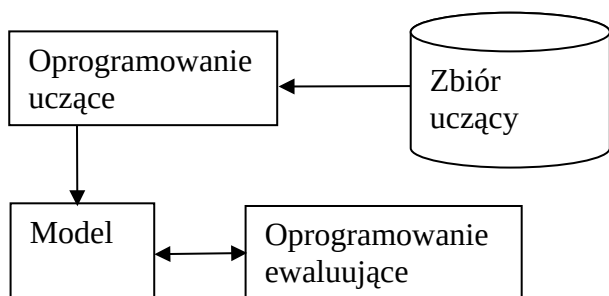 Oprogramowanie
uczące
Zbiór
uczący
Model
Oprogramowanie
ewaluujące